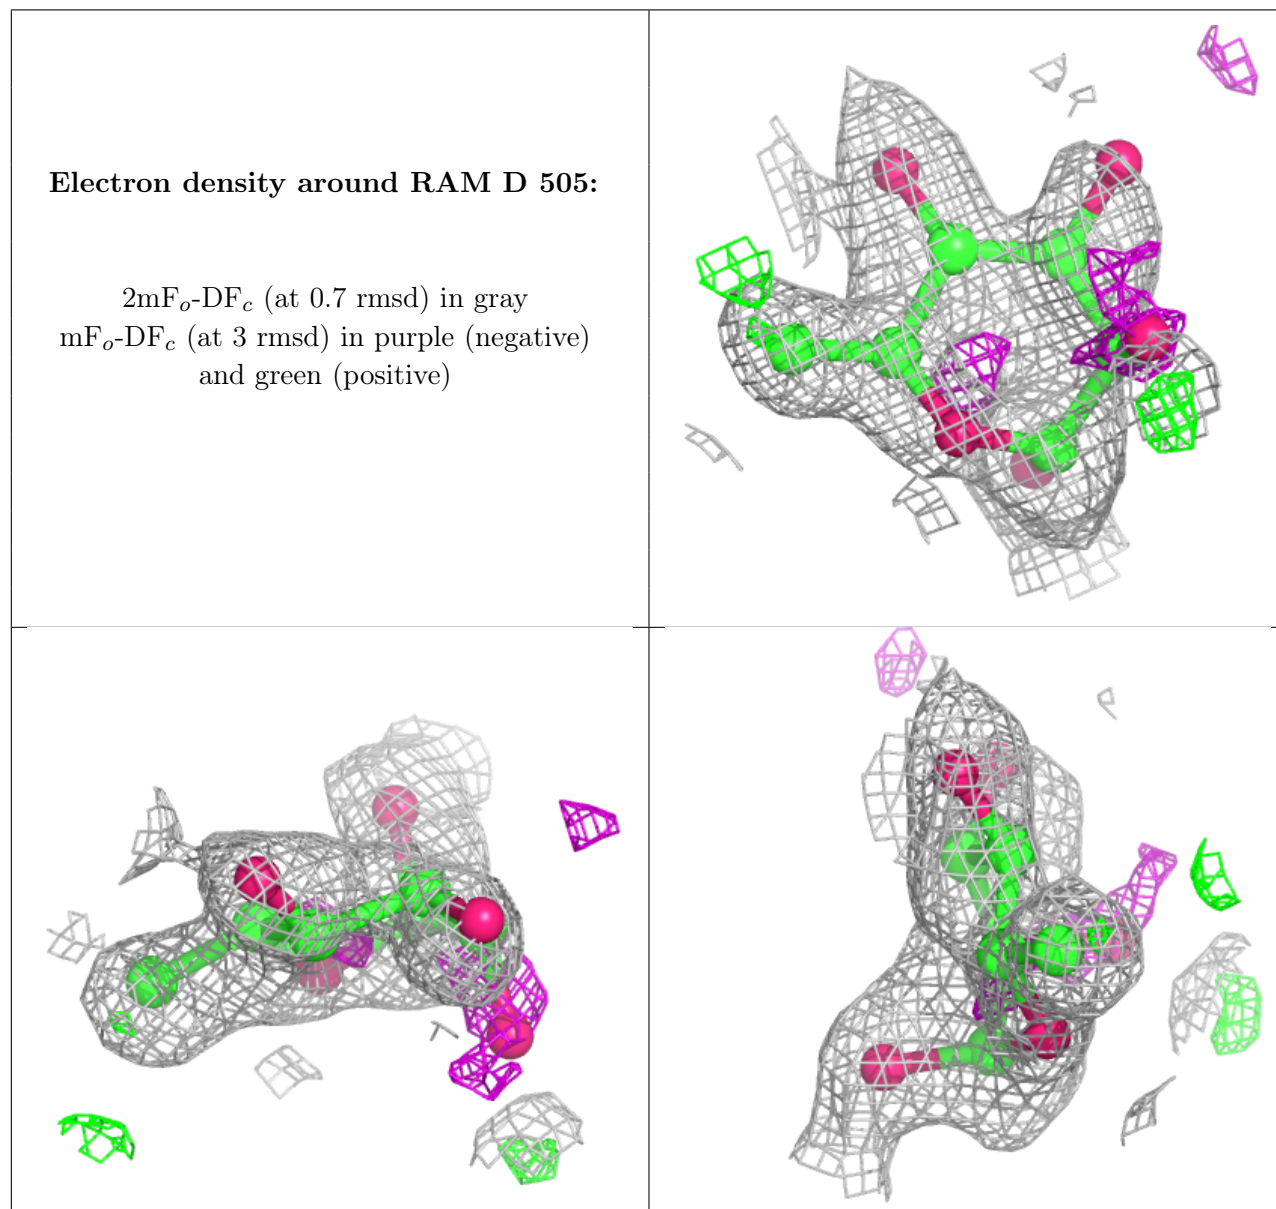 Electron density around RAM D 505:
2mFₒ-DF𝒸 (at 0.7 rmsd) in gray
mFₒ-DF𝒸 (at 3 rmsd) in purple (negative)
and green (positive)